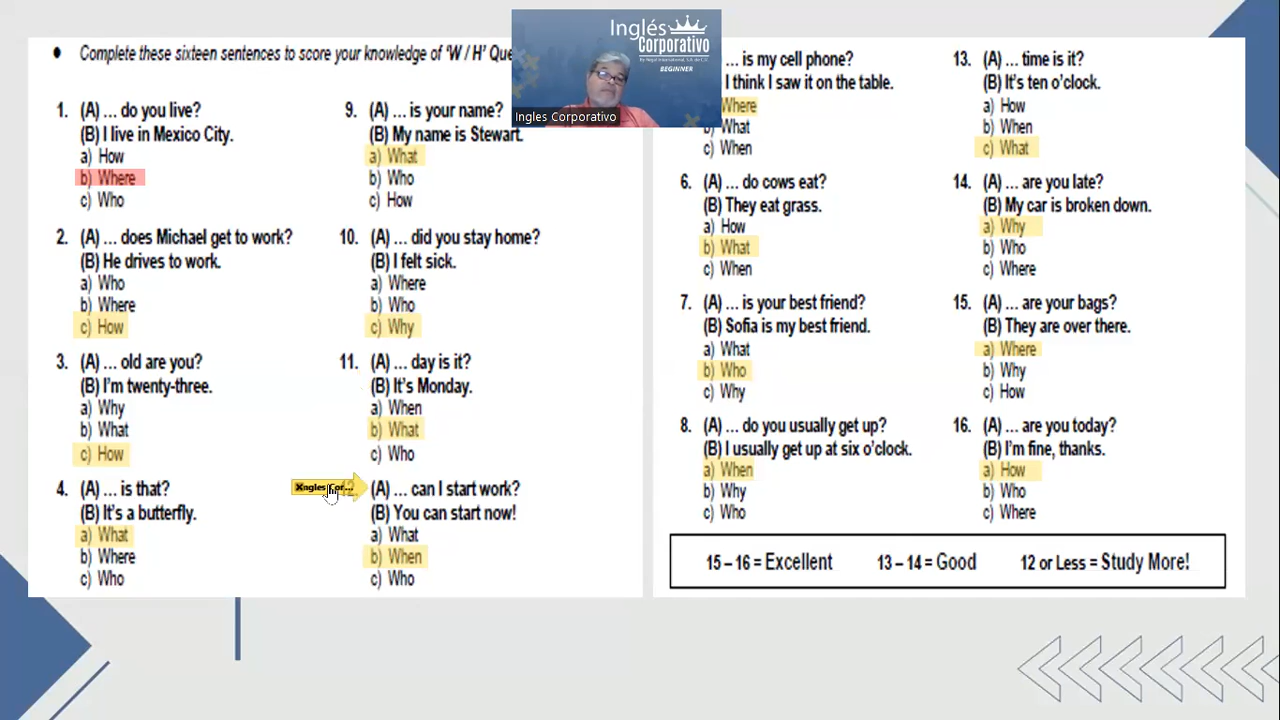 • Complete these sixteen sentences to score your knowledge of 'W / H' Que
1. (A) ... do you live?
(B) I live in Mexico City.
a) How
b) Where
c) Who
2. (A) ... does Michael get to work?
(B) He drives to work.
a) Who
b) Where
c) How
3. (A) ... old are you?
(B) I'm twenty-three.
a) Why
b) What
c) How
4. (A) ... is that?
(B) It's a butterfly.
a) What
b) Where
c) Who
9. (A) ... is your name?
(B) My name is Stewart.
a) What
b) Who
c) How
10. (A) ... did you stay home?
(B) I felt sick.
a) Where
b) Who
c) Why
11. (A) ... day is it?
(B) It's Monday.
a) When
b) What
c) Who
Ingles Cor...
(A) ... can I start work?
(B) You can start now!
a) What
b) When
c) Who
Inglés
Corporativo
BEGINNER
Ingles Corporativo
... is my cell phone?
I think I saw it on the table.
Where
b) What
c) When
6. (A) ... do cows eat?
(B) They eat grass.
a) How
b) What
c) When
7. (A) ... is your best friend?
(B) Sofia is my best friend.
a) What
b) Who
c) Why
8. (A) ... do you usually get up?
(B) I usually get up at six o'clock.
a) When
b) Why
c) Who
13. (A) ... time is it?
(B) It's ten o'clock.
a) How
b) When
c) What
14. (A) ... are you late?
(B) My car is broken down.
a) Why
b) Who
c) Where
15. (A) ... are your bags?
(B) They are over there.
a) Where
b) Why
c) How
16. (A) ... are you today?
(B) I'm fine, thanks.
a) How
b) Who
c) Where
15 – 16 = Excellent 13 – 14 = Good 12 or Less = Study More!